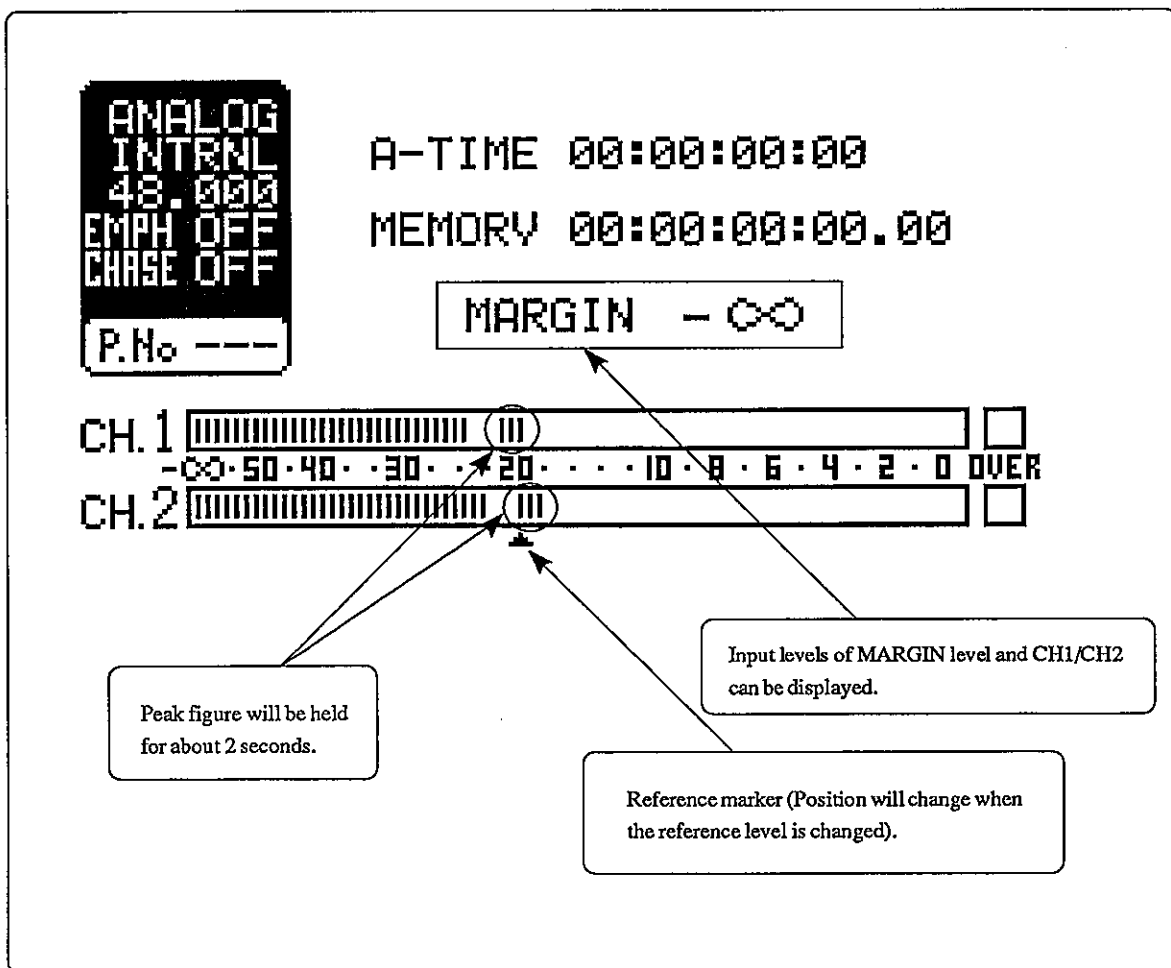 ANALOG
INTRNL
48.000
EMPH OFF
CHASE OFF
P.No ---
A-TIME 00:00:00:00
MEMORY 00:00:00:00:00.00
MARGIN -∞
CH.1
-∞·50·40··30···20·····10·8·6·4·2·0 OVER
CH.2
Peak figure will be held
for about 2 seconds.
Input levels of MARGIN level and CH1/CH2
can be displayed.
Reference marker (Position will change when
the reference level is changed).